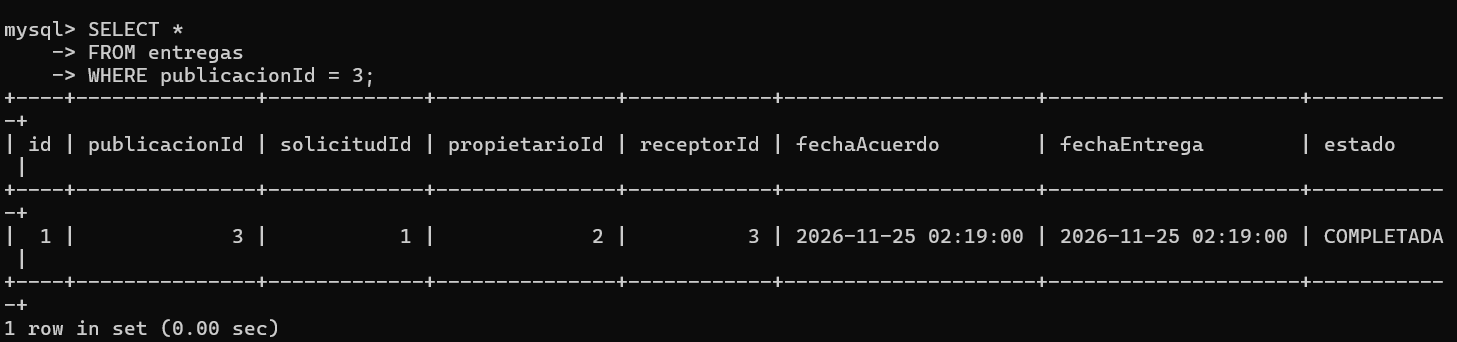 mysql> SELECT *
    -> FROM entregas
    -> WHERE publicacionId = 3;
+----+---------------+-------------+---------------+------------+---------------------+---------------------+-----------
-+
| id | publicacionId | solicitudId | propietarioId | receptorId | fechaAcuerdo        | fechaEntrega        | estado
 |
+----+---------------+-------------+---------------+------------+---------------------+---------------------+-----------
-+
|  1 |             3 |           1 |             2 |          3 | 2026-11-25 02:19:00 | 2026-11-25 02:19:00 | COMPLETADA
 |
+----+---------------+-------------+---------------+------------+---------------------+---------------------+-----------
-+
1 row in set (0.00 sec)